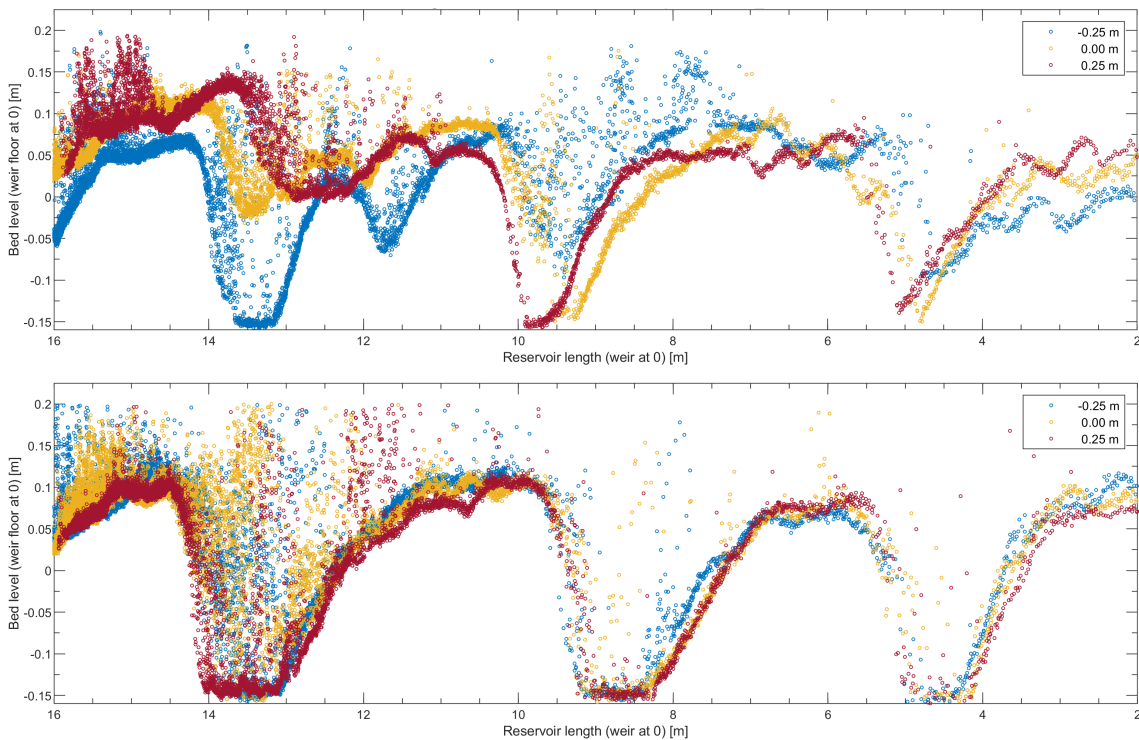 0.2
0.15
0.1
0.05
0
-0.05
-0.1
-0.15
Bed level (weir floor at 0) [m]
-0.25 m
0.00 m
0.25 m
16 14 12 10 8 6 4 2
Reservoir length (weir at 0) [m]
0.2
0.15
0.1
0.05
0
-0.05
-0.1
-0.15
Bed level (weir floor at 0) [m]
-0.25 m
0.00 m
0.25 m
16 14 12 10 8 6 4 2
Reservoir length (weir at 0) [m]